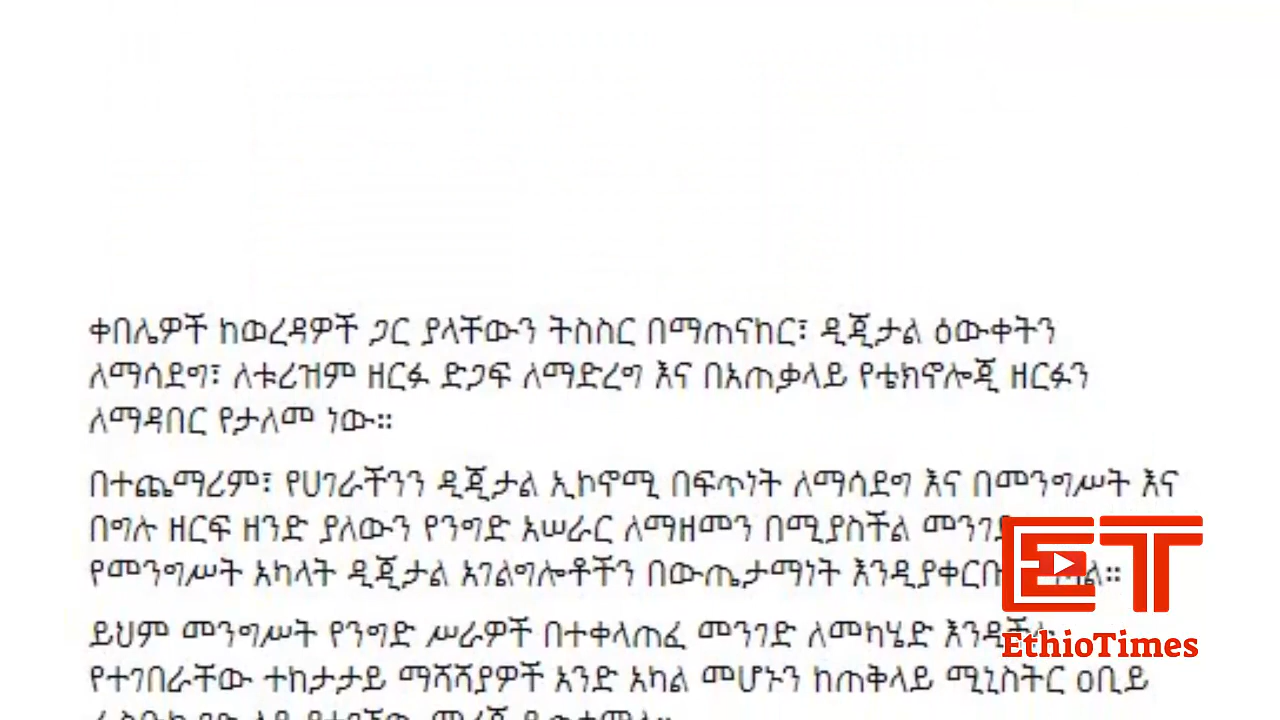 ቀበሌዎች ከወረዳዎች ጋር ያላቸውን ትስስር በማጠናከር፣ ዲጂታል ዕውቀትን
ለማሳደግ፣ ለቱሪዝም ዘርፉ ድጋፍ ለማድረግ እና በአጠቃላይ የቴክኖሎጂ ዘርፉን
ለማዳበር የታለመ ነው።
በተጨማሪም፣ የሀገራችንን ዲጂታል ኢኮኖሚ በፍጥነት ለማሳደግ እና በመንግሥት እና
በግሉ ዘርፍ ዘንድ ያለውን የንግድ አሠራር ለማዘመን በሚያስችል
የመንግሥት አካላት ዲጂታል አገልግሎቶችን በውጤታማነት
ይህም መንግሥት የንግድ ሥራዎች በተቀላጠፈ መንገድ ለመካሄድ
የተገበራቸው ተከታታይ ማሻሻያዎች አንድ አካል መሆኑን ከጠቅላይ ሚኒስትር ዐቢይ
ET
EthioTimes